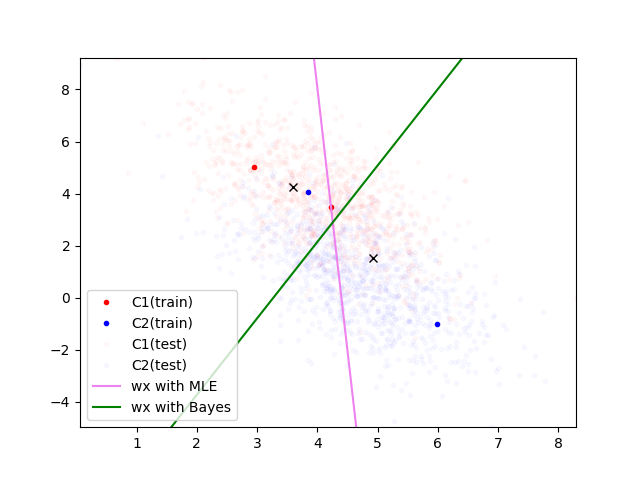 8
6
4
2
0
−2
−4
C1(train)
C2(train)
C1(test)
C2(test)
wx with MLE
wx with Bayes
1 2 3 4 5 6 7 8